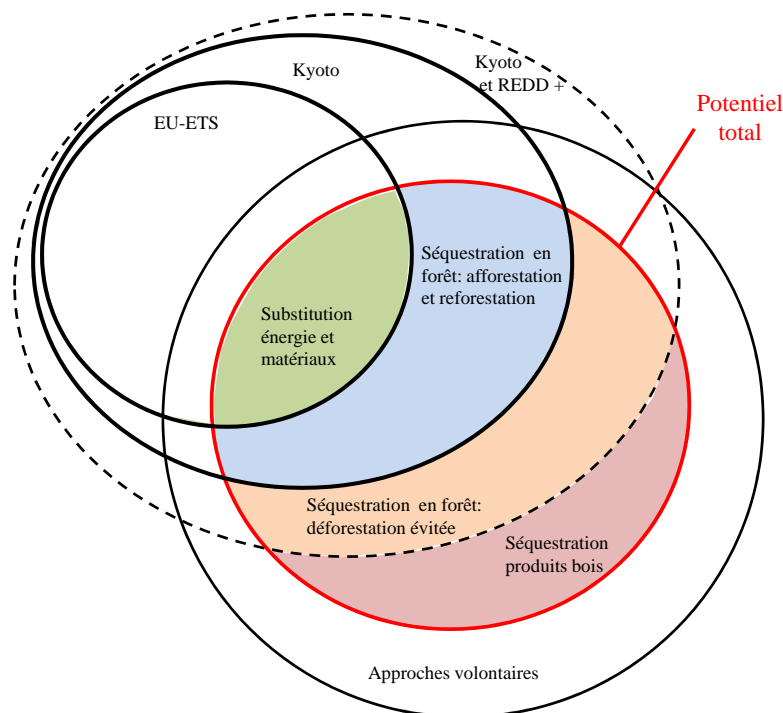 Kyoto
et REDD +
Kyoto
Potentiel
total
EU-ETS
Séquestration en
forêt: afforestation
et reforestation
Substitution
énergie et
matériaux
Séquestration en forêt:
déforestation évitée
Séquestration
produits bois
Approches volontaires